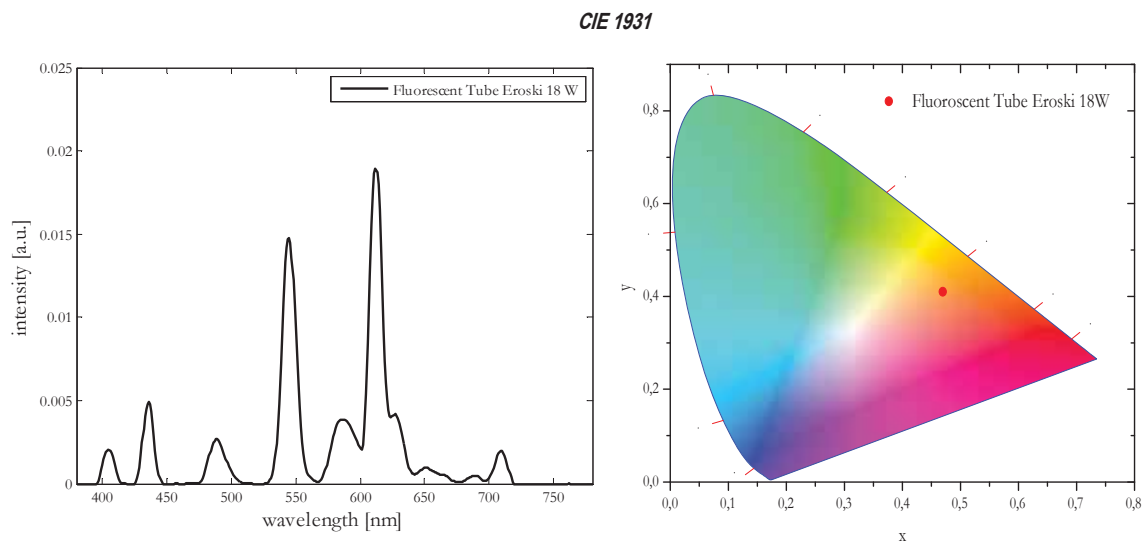 CIE 1931
0.025
0.02
0.015
0.01
0.005
0
400 450 500 550 600 650 700 750
intensity [a.u.]
wavelength [nm]
Fluorescent Tube Eroski 18 W
0,8
0,6
0,4
0,2
0,0
0,0 0,1 0,2 0,3 0,4 0,5 0,6 0,7 0,8
y
x
Fluoroscent Tube Eroski 18W